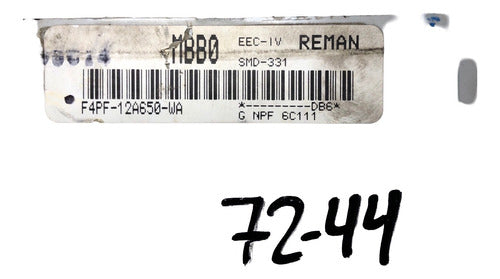 MBB0 EEC-IV REMAN
SMD-331
F4PF-12A650-WA *---------DB6*
G NPF 6C111
72-44